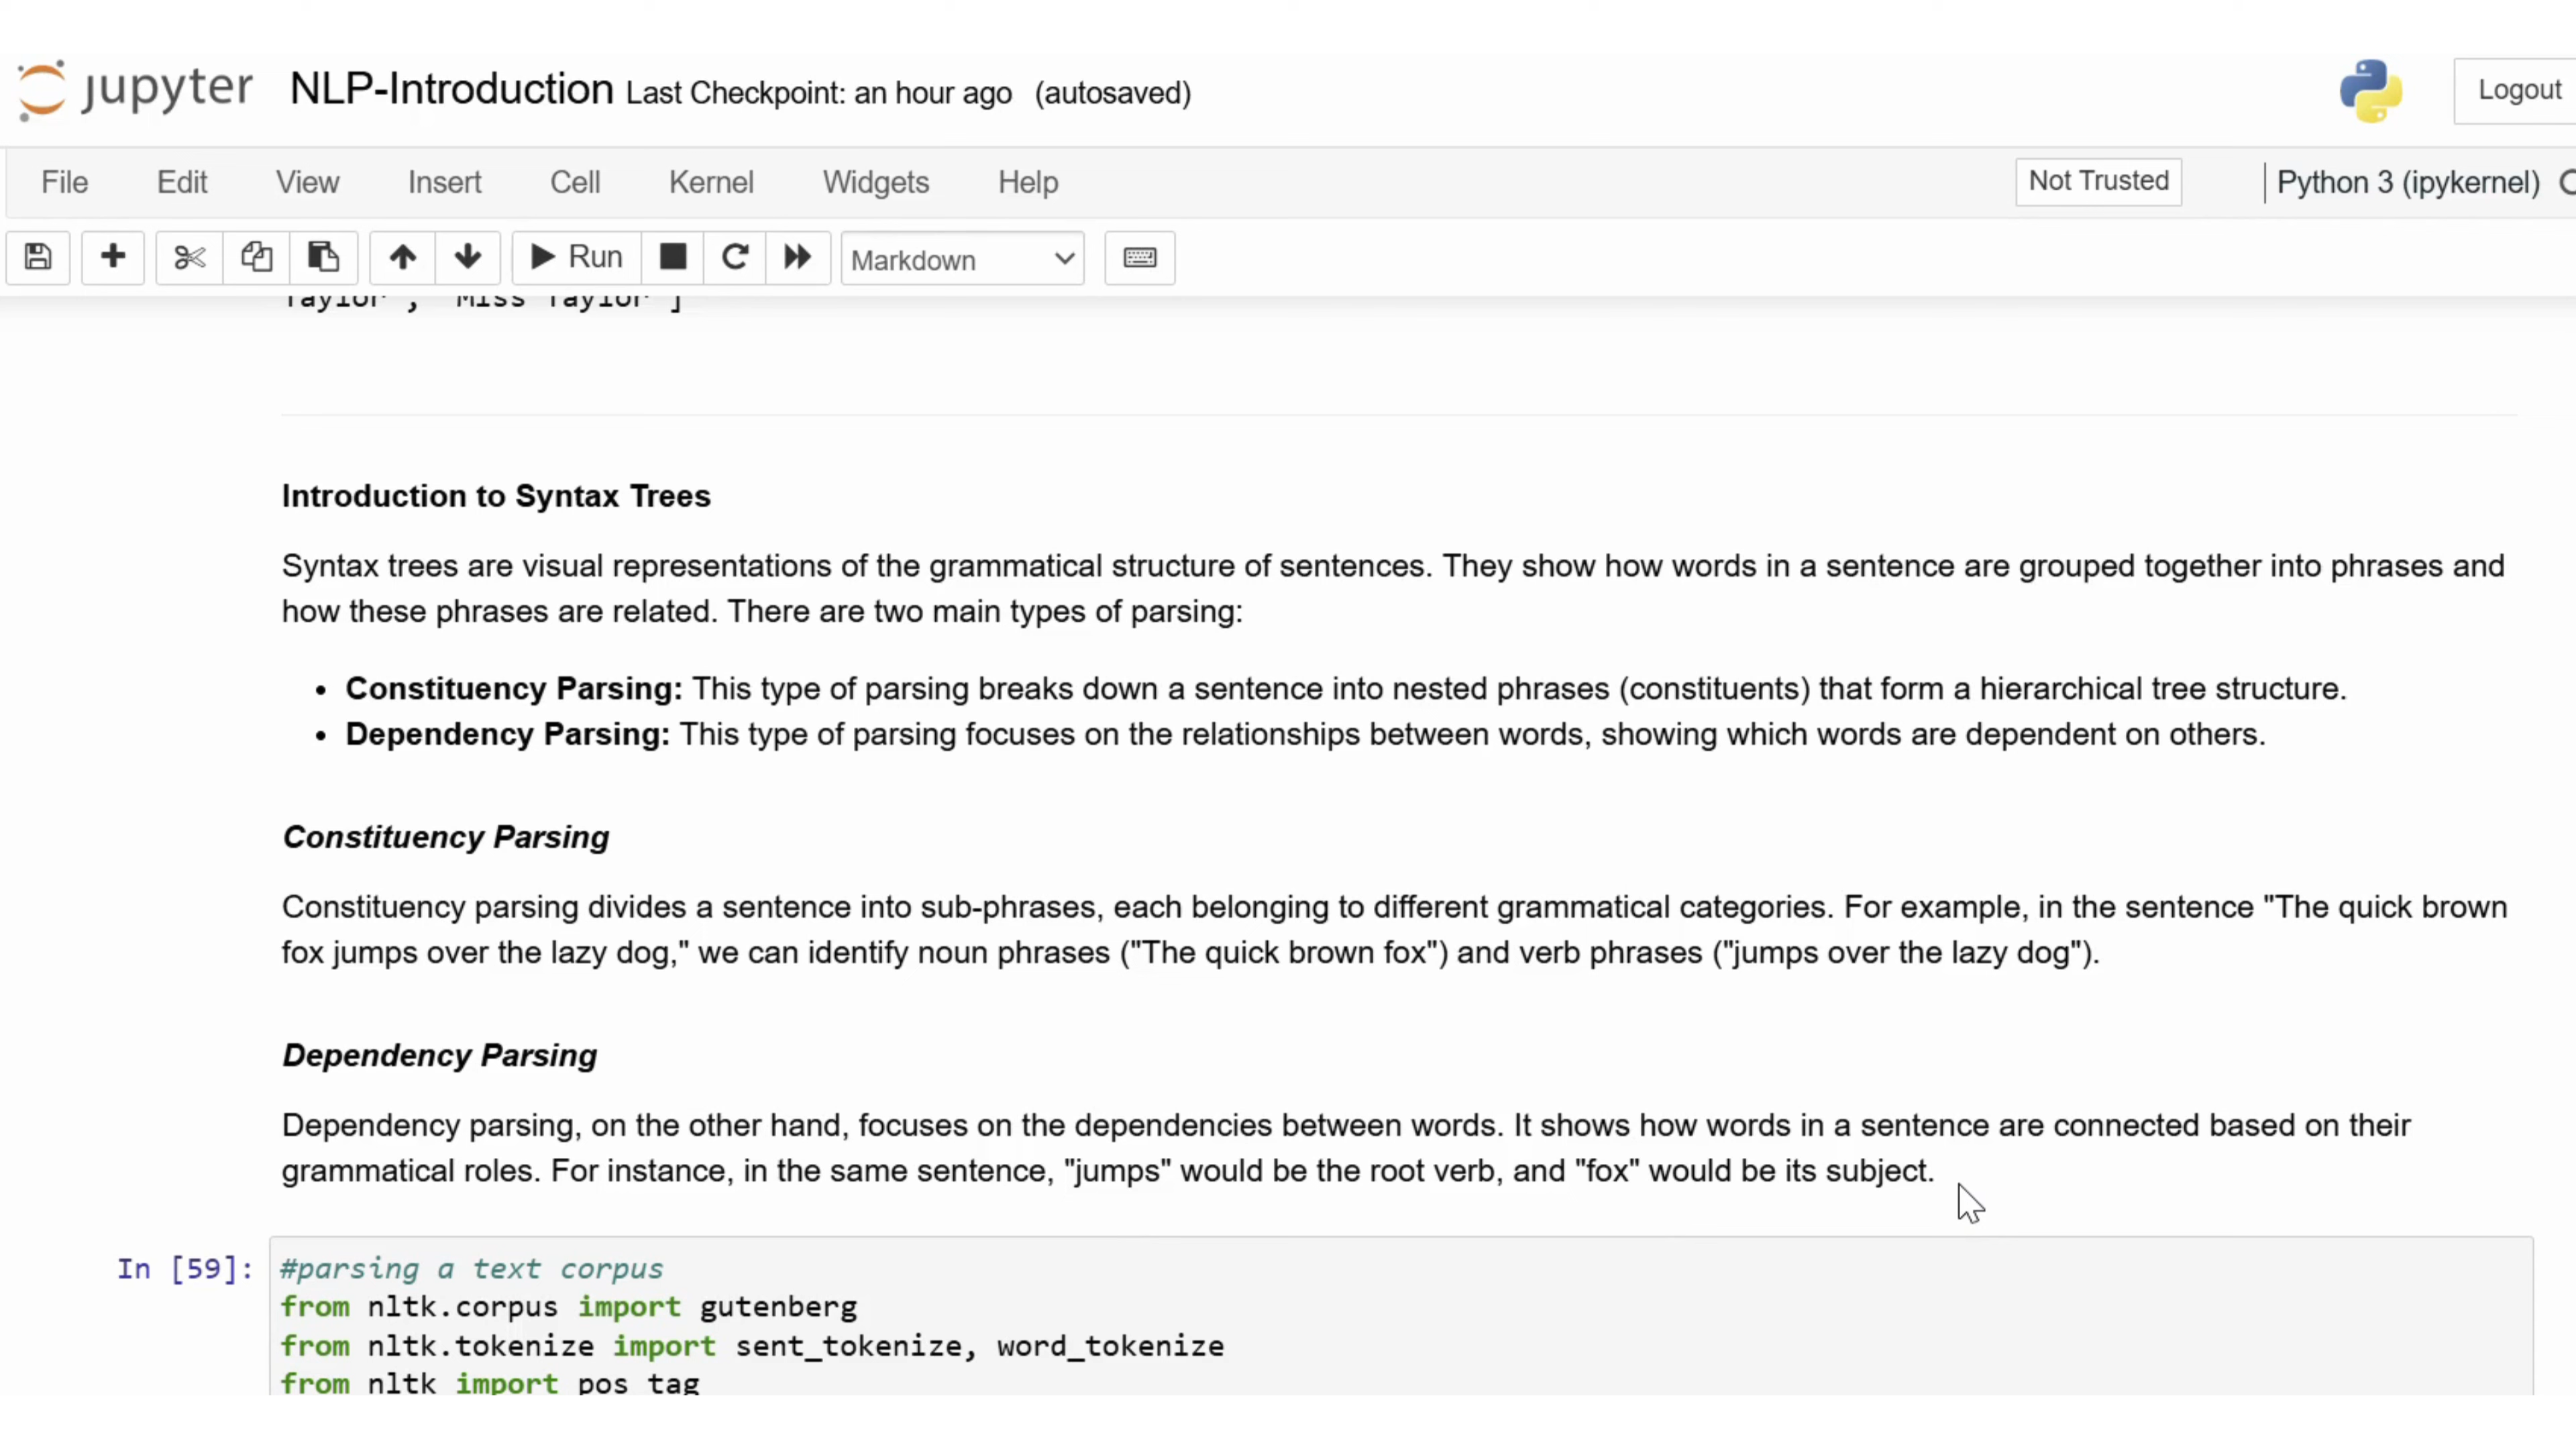 jupyter NLP-Introduction Last Checkpoint: an hour ago (autosaved) Logout
File Edit View Insert Cell Kernel Widgets Help Not Trusted Python 3 (ipykernel)
Run Markdown
Taylor', 'Miss Taylor']
Introduction to Syntax Trees
Syntax trees are visual representations of the grammatical structure of sentences. They show how words in a sentence are grouped together into phrases and
how these phrases are related. There are two main types of parsing:
• Constituency Parsing: This type of parsing breaks down a sentence into nested phrases (constituents) that form a hierarchical tree structure.
• Dependency Parsing: This type of parsing focuses on the relationships between words, showing which words are dependent on others.
Constituency Parsing
Constituency parsing divides a sentence into sub-phrases, each belonging to different grammatical categories. For example, in the sentence "The quick brown
fox jumps over the lazy dog," we can identify noun phrases ("The quick brown fox") and verb phrases ("jumps over the lazy dog").
Dependency Parsing
Dependency parsing, on the other hand, focuses on the dependencies between words. It shows how words in a sentence are connected based on their
grammatical roles. For instance, in the same sentence, "jumps" would be the root verb, and "fox" would be its subject.
In [59]: #parsing a text corpus
from nltk.corpus import gutenberg
from nltk.tokenize import sent_tokenize, word_tokenize
from nltk import pos_tag